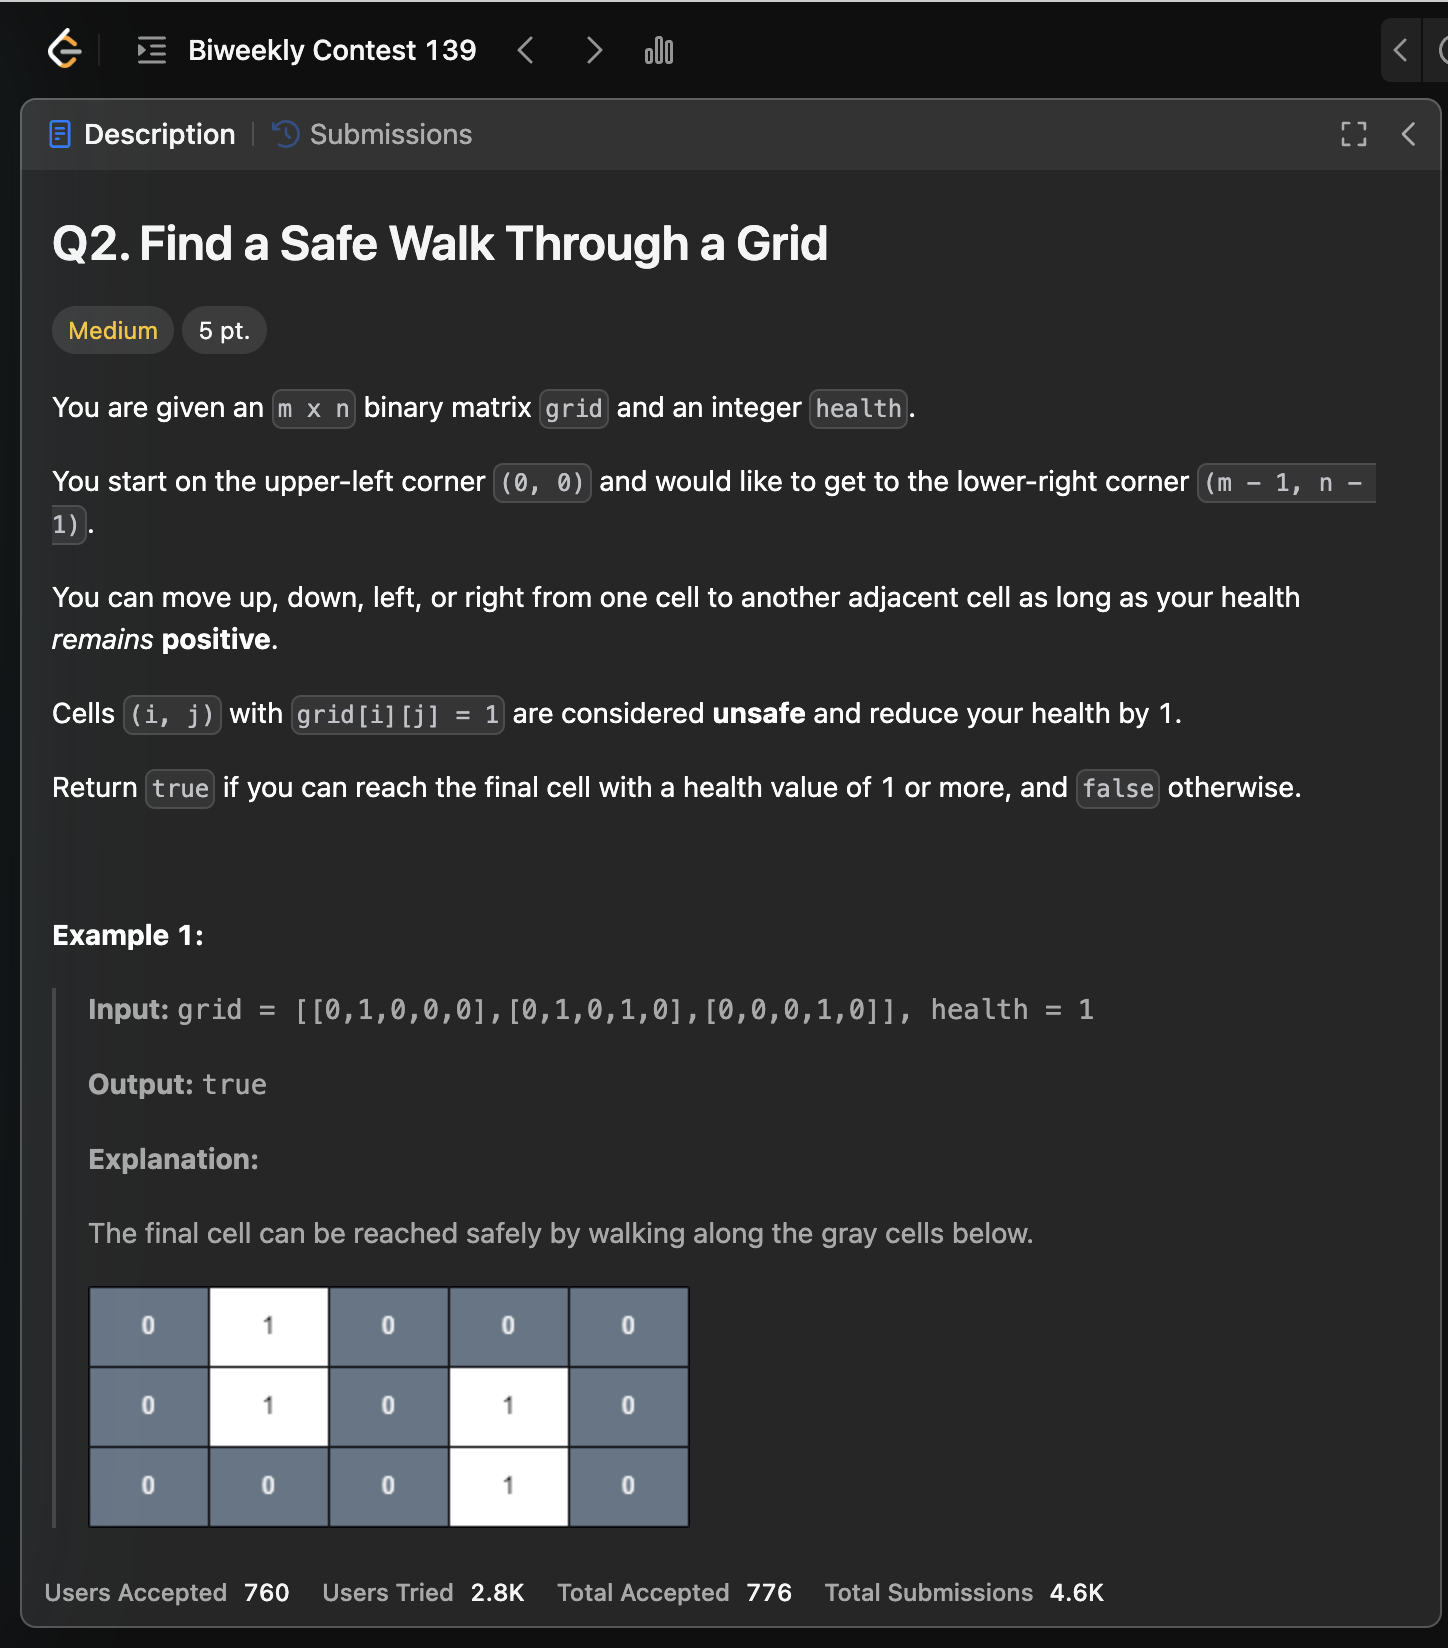 Biweekly Contest 139
Description
Submissions
Q2. Find a Safe Walk Through a Grid
Medium
5 pt.
You are given an m x n binary matrix grid and an integer health.
You start on the upper-left corner (0, 0) and would like to get to the lower-right corner (m - 1, n -
1).
You can move up, down, left, or right from one cell to another adjacent cell as long as your health
remains positive.
Cells (i, j) with grid[i][j] = 1 are considered unsafe and reduce your health by 1.
Return true if you can reach the final cell with a health value of 1 or more, and false otherwise.
Example 1:
Input: grid = [[0,1,0,0,0],[0,1,0,1,0],[0,0,0,1,0]], health = 1
Output: true
Explanation:
The final cell can be reached safely by walking along the gray cells below.
0 1 0 0 0
0 1 0 1 0
0 0 0 1 0
Users Accepted 760 Users Tried 2.8K Total Accepted 776 Total Submissions 4.6K